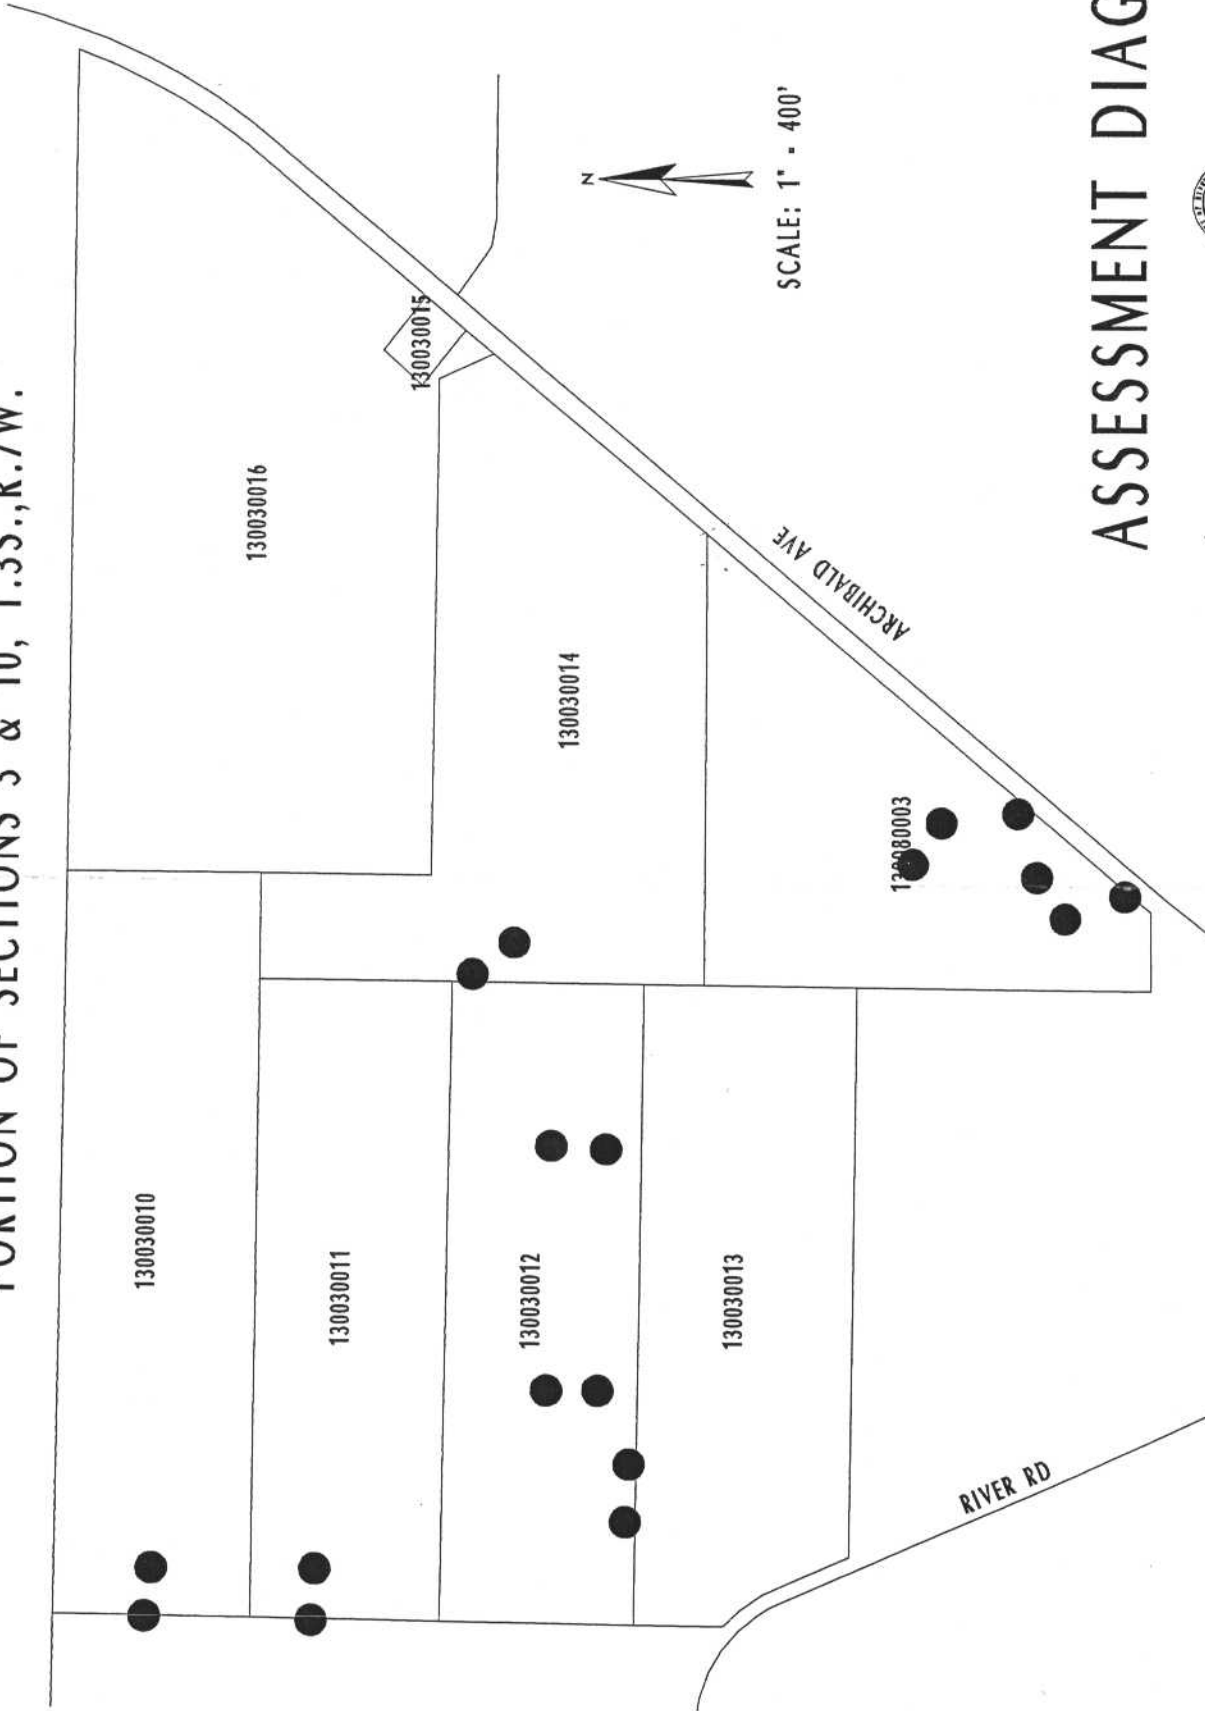 PORTION OF SECTIONS 3 & 10, T.3S.,R.7W.
130030010
130030011
130030012
130030013
130030016
130030015
130030014
130080003
ARCHIBALD AVE
RIVER RD
N
SCALE: 1" - 400'
ASSESSMENT DIAG